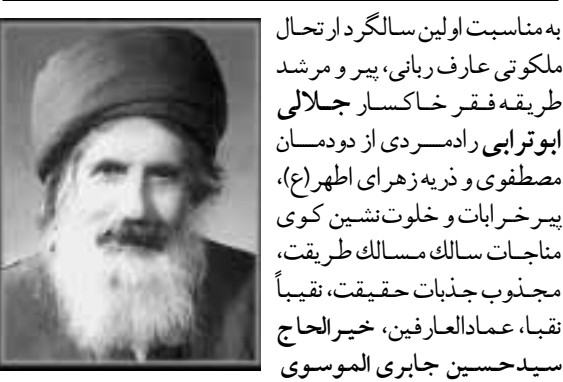 به مناسبت اولین سالگرد ارتحال
ملکوتی عارف ربانی، پیر و مرشد
طریقه فقر خاکسار جلالی
ابوترابی رادمردی از دودمان
مصطفوی و ذریه زهرای اطهر(ع)،
پیر خرابات و خلوت نشین کوی
مناجات سالك مسالك طریقت،
مجذوب جذبات حقیقت، نقیباً
نقبا، عمادالعارفین، خیرالحاج
سیدحسین جابری الموسوی